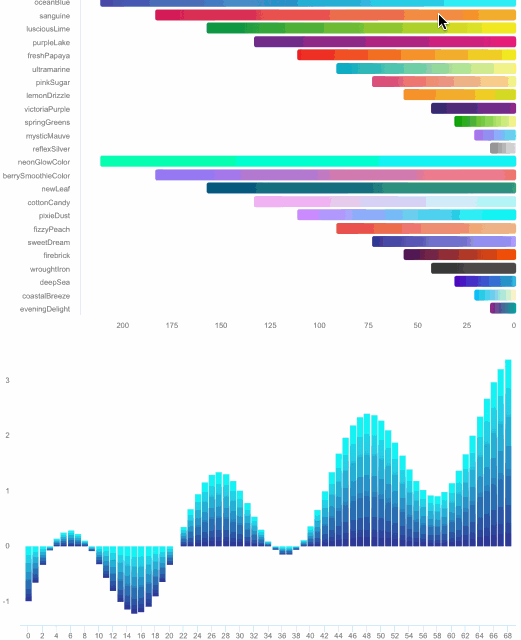 oceanBlue
sanguine
lusciousLime
purpleLake
freshPapaya
ultramarine
pinkSugar
lemonDrizzle
victoriaPurple
springGreens
mysticMauve
reflexSilver
neonGlowColor
berrySmoothieColor
newLeaf
cottonCandy
pixieDust
fizzyPeach
sweetDream
firebrick
wroughtIron
deepSea
coastalBreeze
eveningDelight
200 175 150 125 100 75 50 25 0
3
2
1
0
-1
0 2 4 6 8 10 12 14 16 18 20 22 24 26 28 30 32 34 36 38 40 42 44 46 48 50 52 54 56 58 60 62 64 66 68